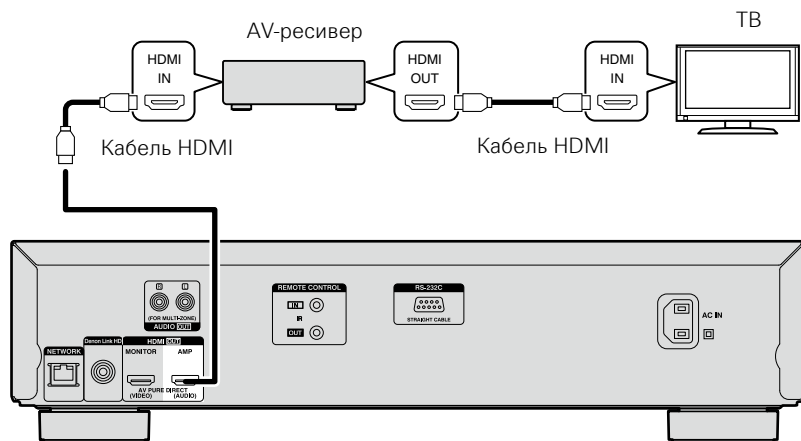 AV-ресивер
ТВ
HDMI
IN
HDMI
OUT
HDMI
IN
Кабель HDMI
Кабель HDMI
R
L
(FOR MULTI-ZONE)
AUDIO OUT
REMOTE CONTROL
IN
IR
OUT
RS-232C
STRAIGHT CABLE
AC IN
NETWORK
Denon Link HD
HDMI OUT
MONITOR
AMP
AV PURE DIRECT
(VIDEO)
(AUDIO)